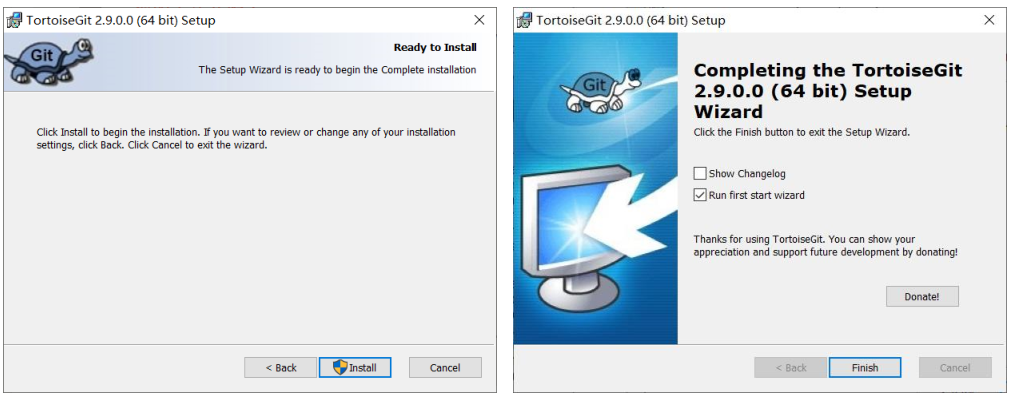 TortoiseGit 2.9.0.0 (64 bit) Setup
Git
Ready to Install
The Setup Wizard is ready to begin the Complete installation
Click Install to begin the installation. If you want to review or change any of your installation
settings, click Back. Click Cancel to exit the wizard.
< Back
Install
Cancel
TortoiseGit 2.9.0.0 (64 bit) Setup
Git
Completing the TortoiseGit
2.9.0.0 (64 bit) Setup
Wizard
Click the Finish button to exit the Setup Wizard.
Show Changelog
Run first start wizard
Thanks for using TortoiseGit. You can show your
appreciation and support future development by donating!
Donate!
< Back
Finish
Cancel